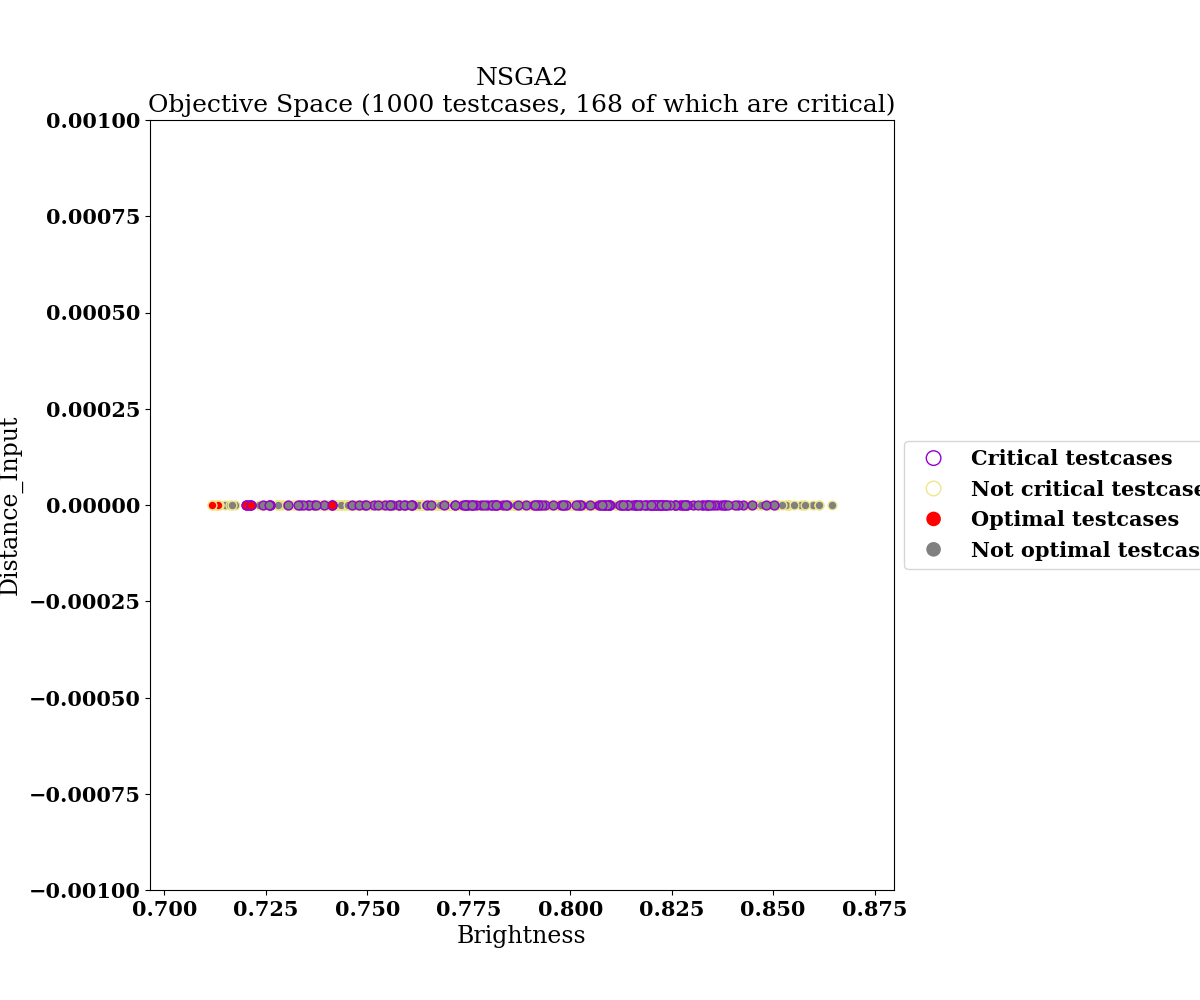 NSGA2
Objective Space (1000 testcases, 168 of which are critical)
0.00100
0.00075
0.00050
0.00025
0.00000
−0.00025
−0.00050
−0.00075
−0.00100
Distance_Input
0.700 0.725 0.750 0.775 0.800 0.825 0.850 0.875
Brightness
Critical testcases
Not critical testcase
Optimal testcases
Not optimal testcas